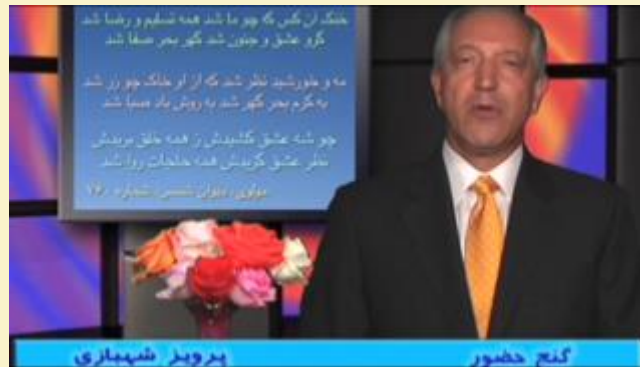 خنک آن کس که چو ما شد همه تسلیم و رضا شد
گرو عشق و جنون شد گهر بحر صفا شد
مه و خورشید نظر شد که از او خاک چو زر شد
به کرم بحر گهر شد به روش باد صبا شد
چو شه عشق کشیدش ز همه خلق بریدش
نظر عشق گزیدش همه حاجات روا شد
مولوی، دیوان شمس، شماره ۷۶۰
گنج حضور
پرویز شهبازی